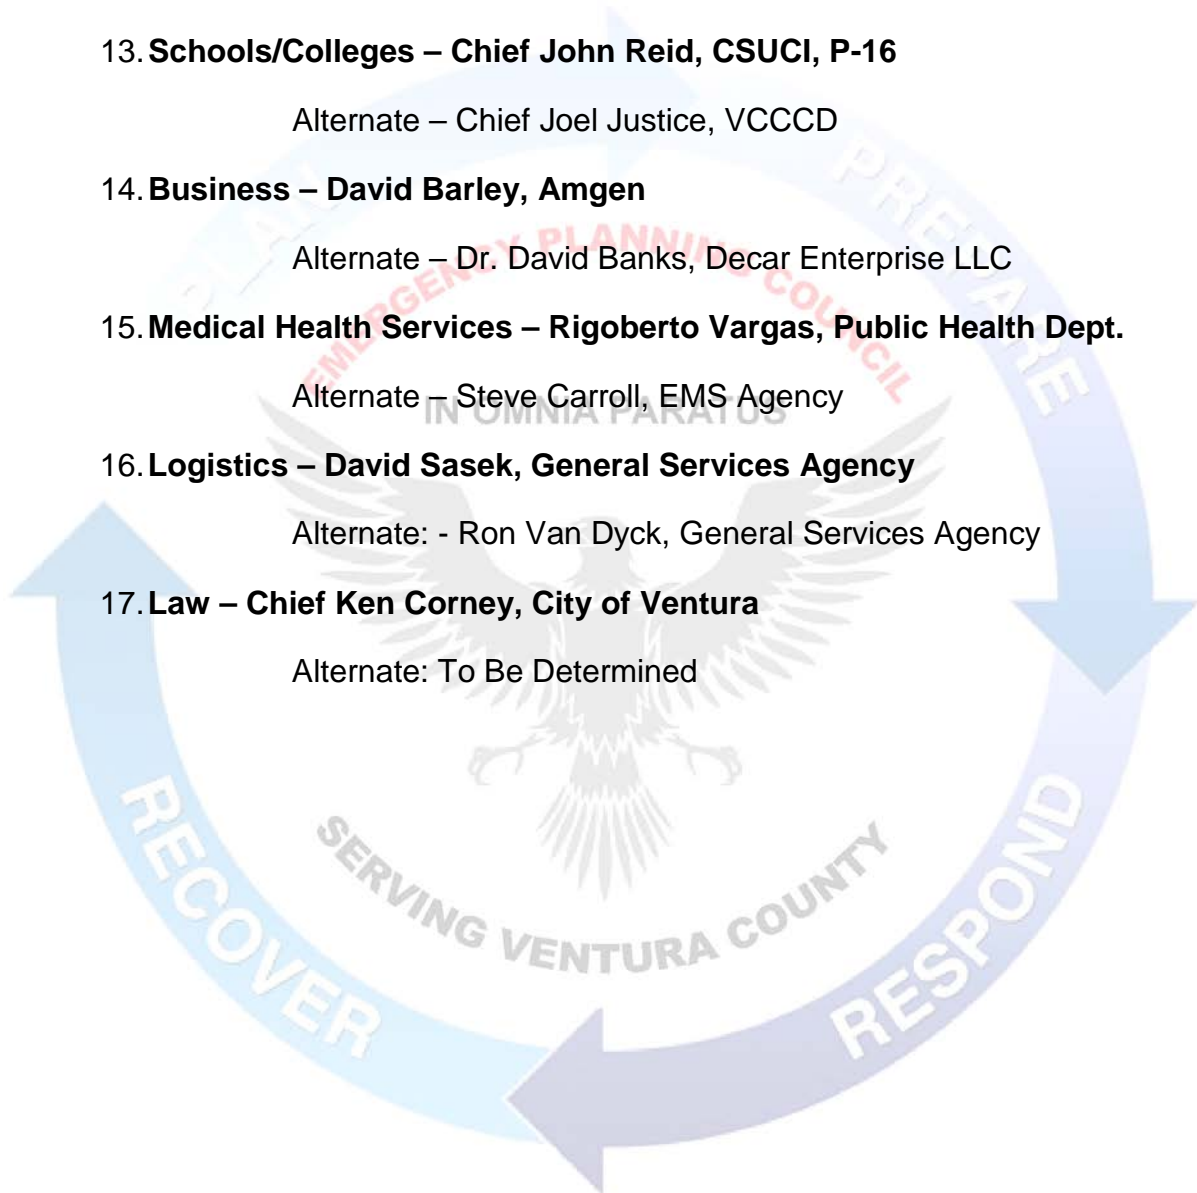 13. Schools/Colleges – Chief John Reid, CSUCI, P-16
Alternate – Chief Joel Justice, VCCCD
14. Business – David Barley, Amgen
Alternate – Dr. David Banks, Decar Enterprise LLC
15. Medical Health Services – Rigoberto Vargas, Public Health Dept.
Alternate – Steve Carroll, EMS Agency
16. Logistics – David Sasek, General Services Agency
Alternate: - Ron Van Dyck, General Services Agency
17. Law – Chief Ken Corney, City of Ventura
Alternate: To Be Determined
PLAN
PREPARE
RESPOND
RECOVER
EMERGENCY PLANNING COUNCIL
IN OMNIA PARATUS
SERVING VENTURA COUNTY